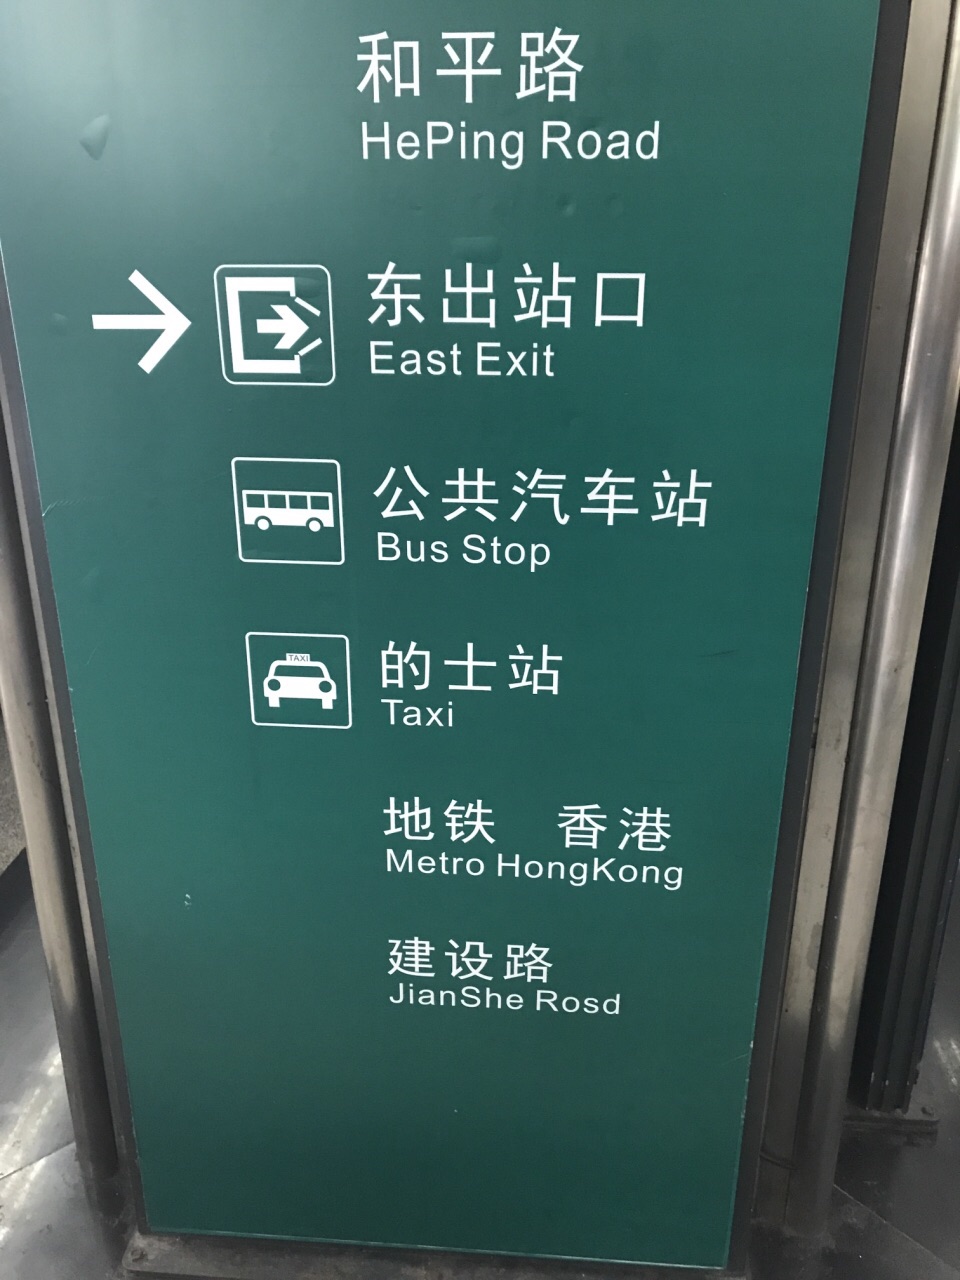 和平路
HePing Road
东出站口
East Exit
公共汽车站
Bus Stop
TAXI
的士站
Taxi
地铁 香港
Metro HongKong
建设路
JianShe Rosd